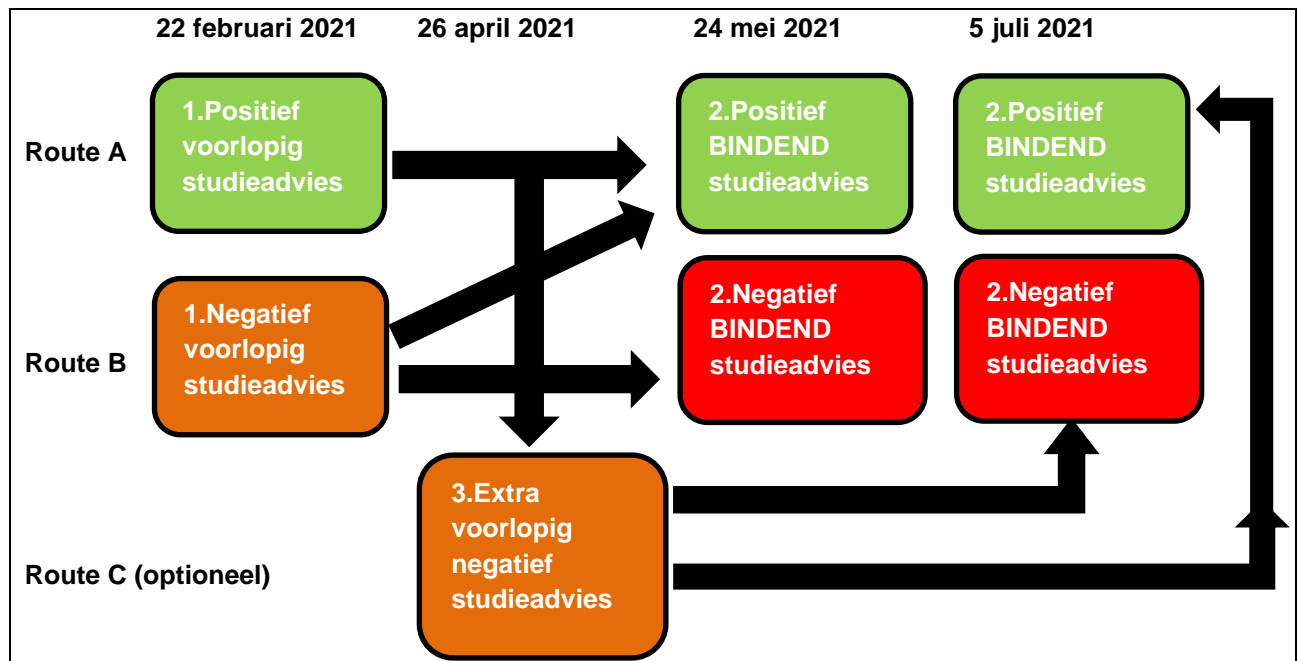 22 februari 2021 26 april 2021 24 mei 2021 5 juli 2021
Route A
1.Positief
voorlopig
studieadvies
2.Positief
BINDEND
studieadvies
2.Positief
BINDEND
studieadvies
Route B
1.Negatief
voorlopig
studieadvies
2.Negatief
BINDEND
studieadvies
2.Negatief
BINDEND
studieadvies
Route C (optioneel)
3.Extra
voorlopig
negatief
studieadvies